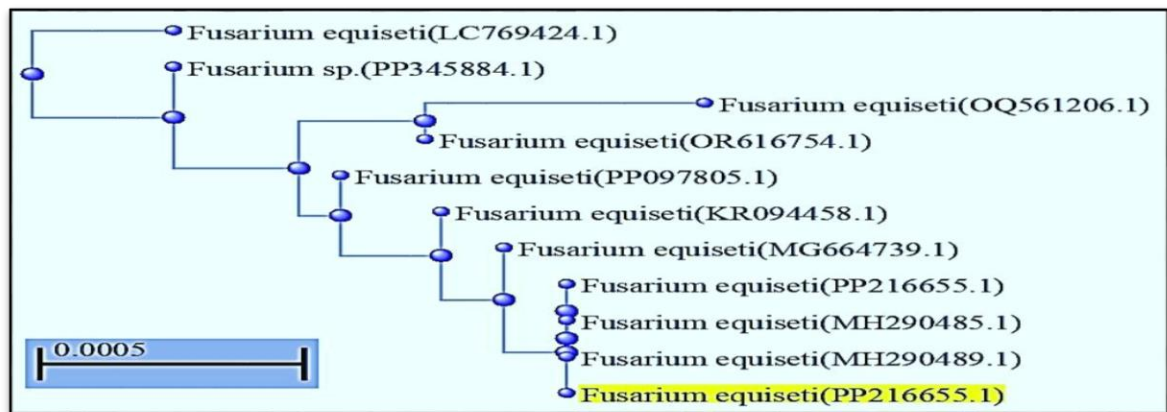 Fusarium equiseti(LC769424.1)
Fusarium sp.(PP345884.1)
Fusarium equiseti(OQ561206.1)
Fusarium equiseti(OR616754.1)
Fusarium equiseti(PP097805.1)
Fusarium equiseti(KR094458.1)
Fusarium equiseti(MG664739.1)
Fusarium equiseti(PP216655.1)
Fusarium equiseti(MH290485.1)
0.0005
Fusarium equiseti(MH290489.1)
Fusarium equiseti(PP216655.1)